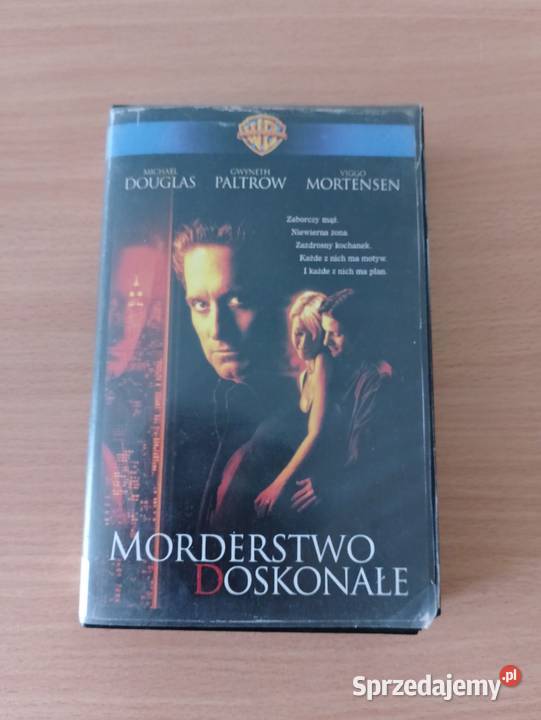 WB
MICHAEL GWYNETH VIGGO
DOUGLAS PALTROW MORTENSEN
Zaborczy mąż.
Niewierna żona.
Zazdrosny kochanek.
Każde z nich ma motyw.
I każde z nich ma plan.
MORDERSTWO
DOSKONAŁE
Sprzedajemy.pl